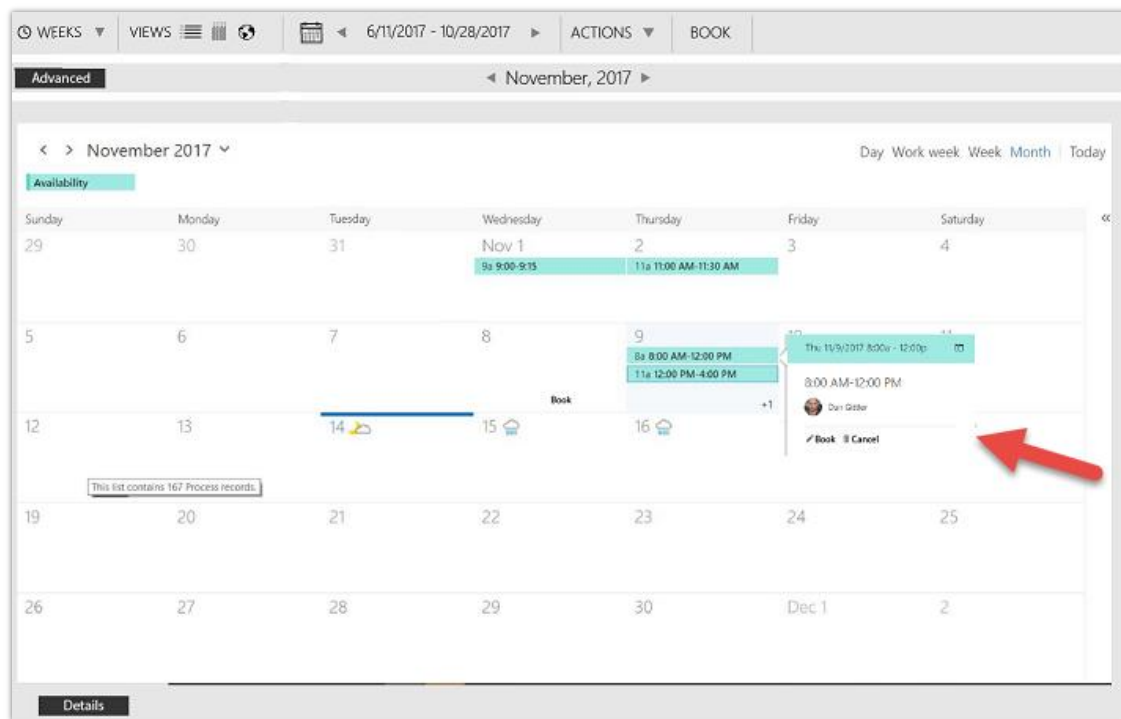 WEEKS ▼ VIEWS 6/11/2017 - 10/28/2017 ACTIONS ▼ BOOK
Advanced
November, 2017
November 2017
Day Work week Week Month Today
Availability
Sunday Monday Tuesday Wednesday Thursday Friday Saturday
29 30 31 Nov 1 2 3 4
9a 9:00-9:15 11a 11:00 AM-11:30 AM
5 6 7 8 9
Thu 11/9/2017 8:00a - 12:00p
8a 8:00 AM-12:00 PM
11a 12:00 PM-4:00 PM
8:00 AM-12:00 PM
Book +1
Dan Gittler
Book Cancel
12 13 14 15 16
This list contains 167 Process records.
19 20 21 22 23 24 25
26 27 28 29 30 Dec 1 2
Details